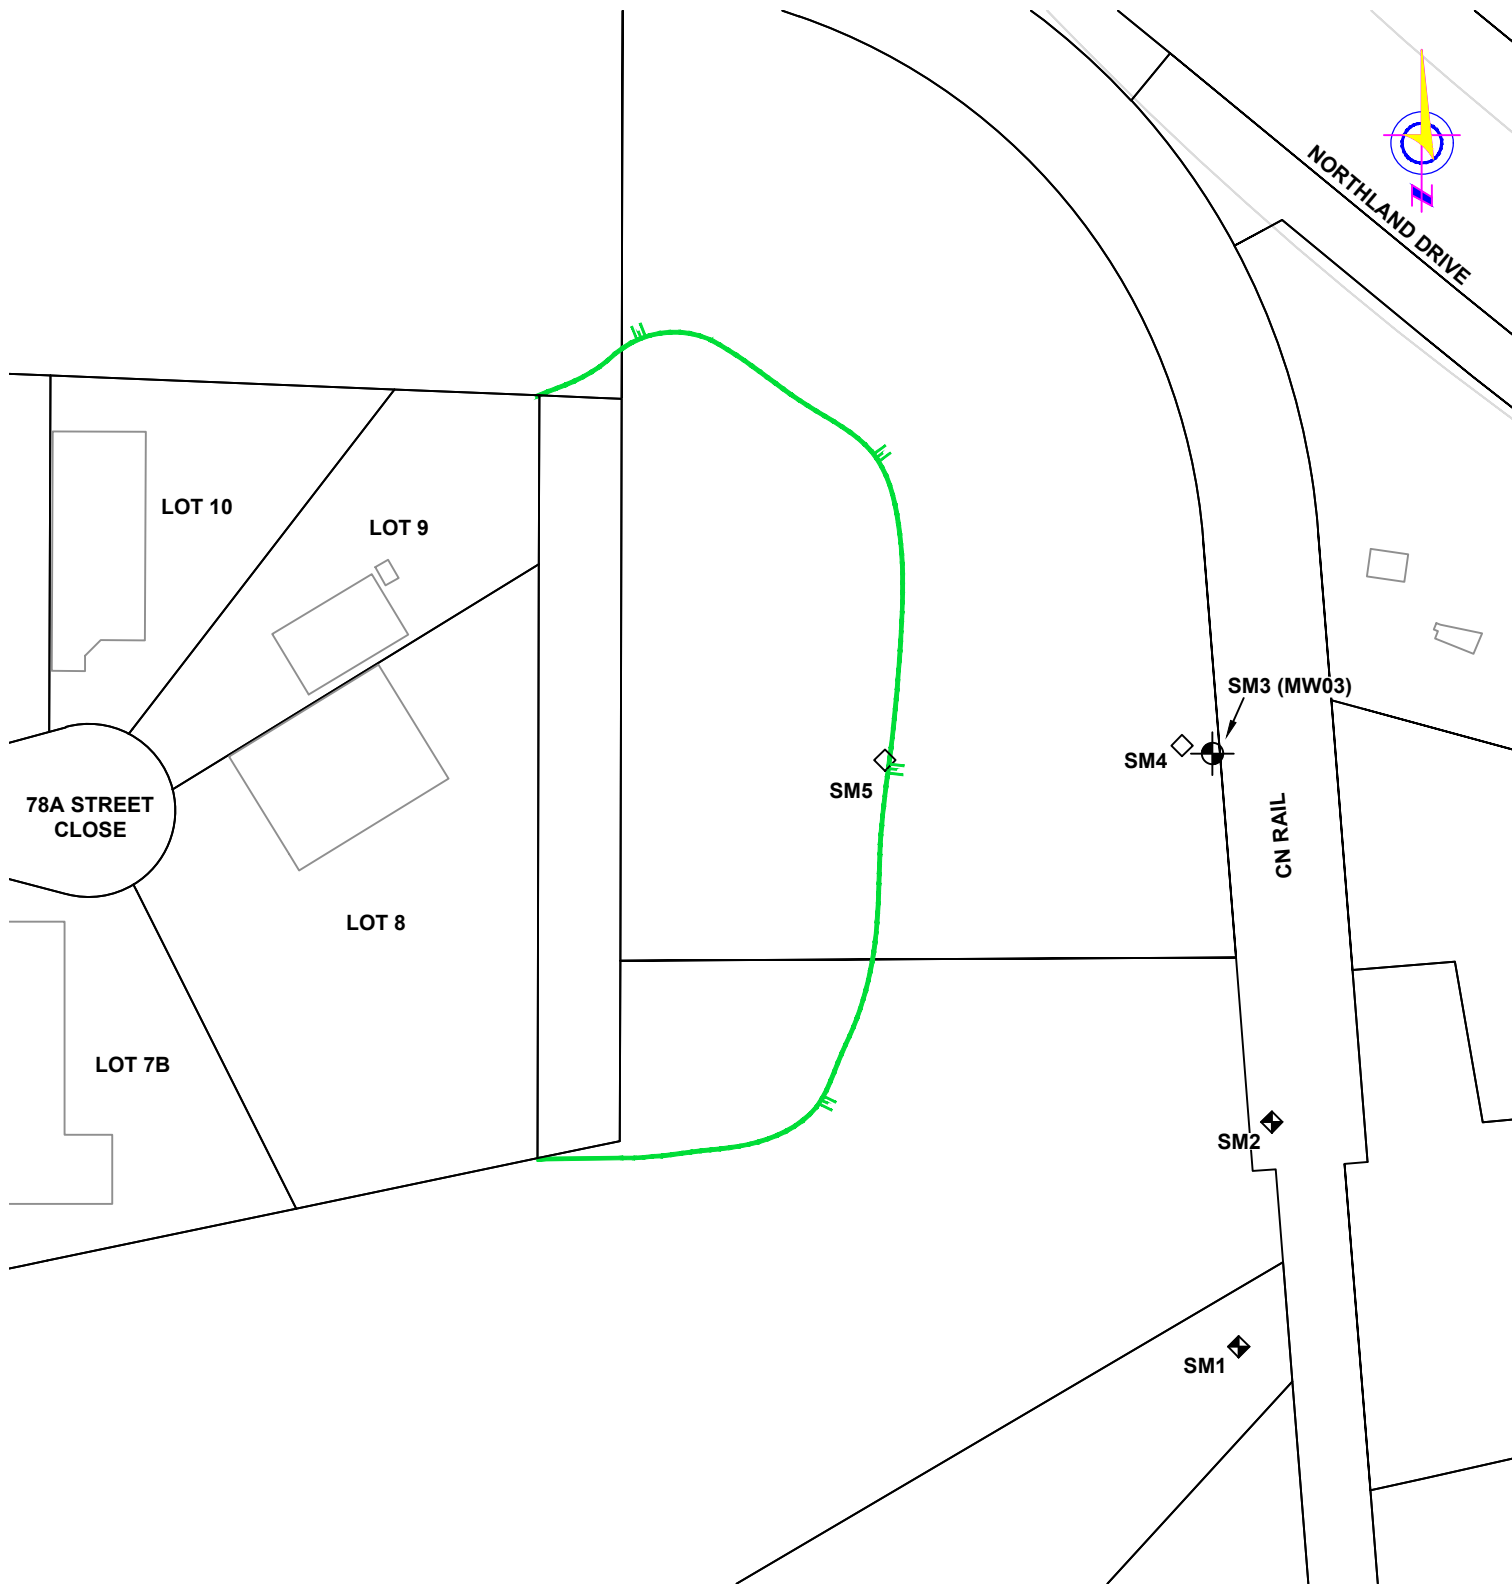 N
NORTHLAND DRIVE
LOT 10
LOT 9
SM3 (MW03)
SM4
SM5
78A STREET
CLOSE
CN RAIL
LOT 8
LOT 7B
SM2
SM1